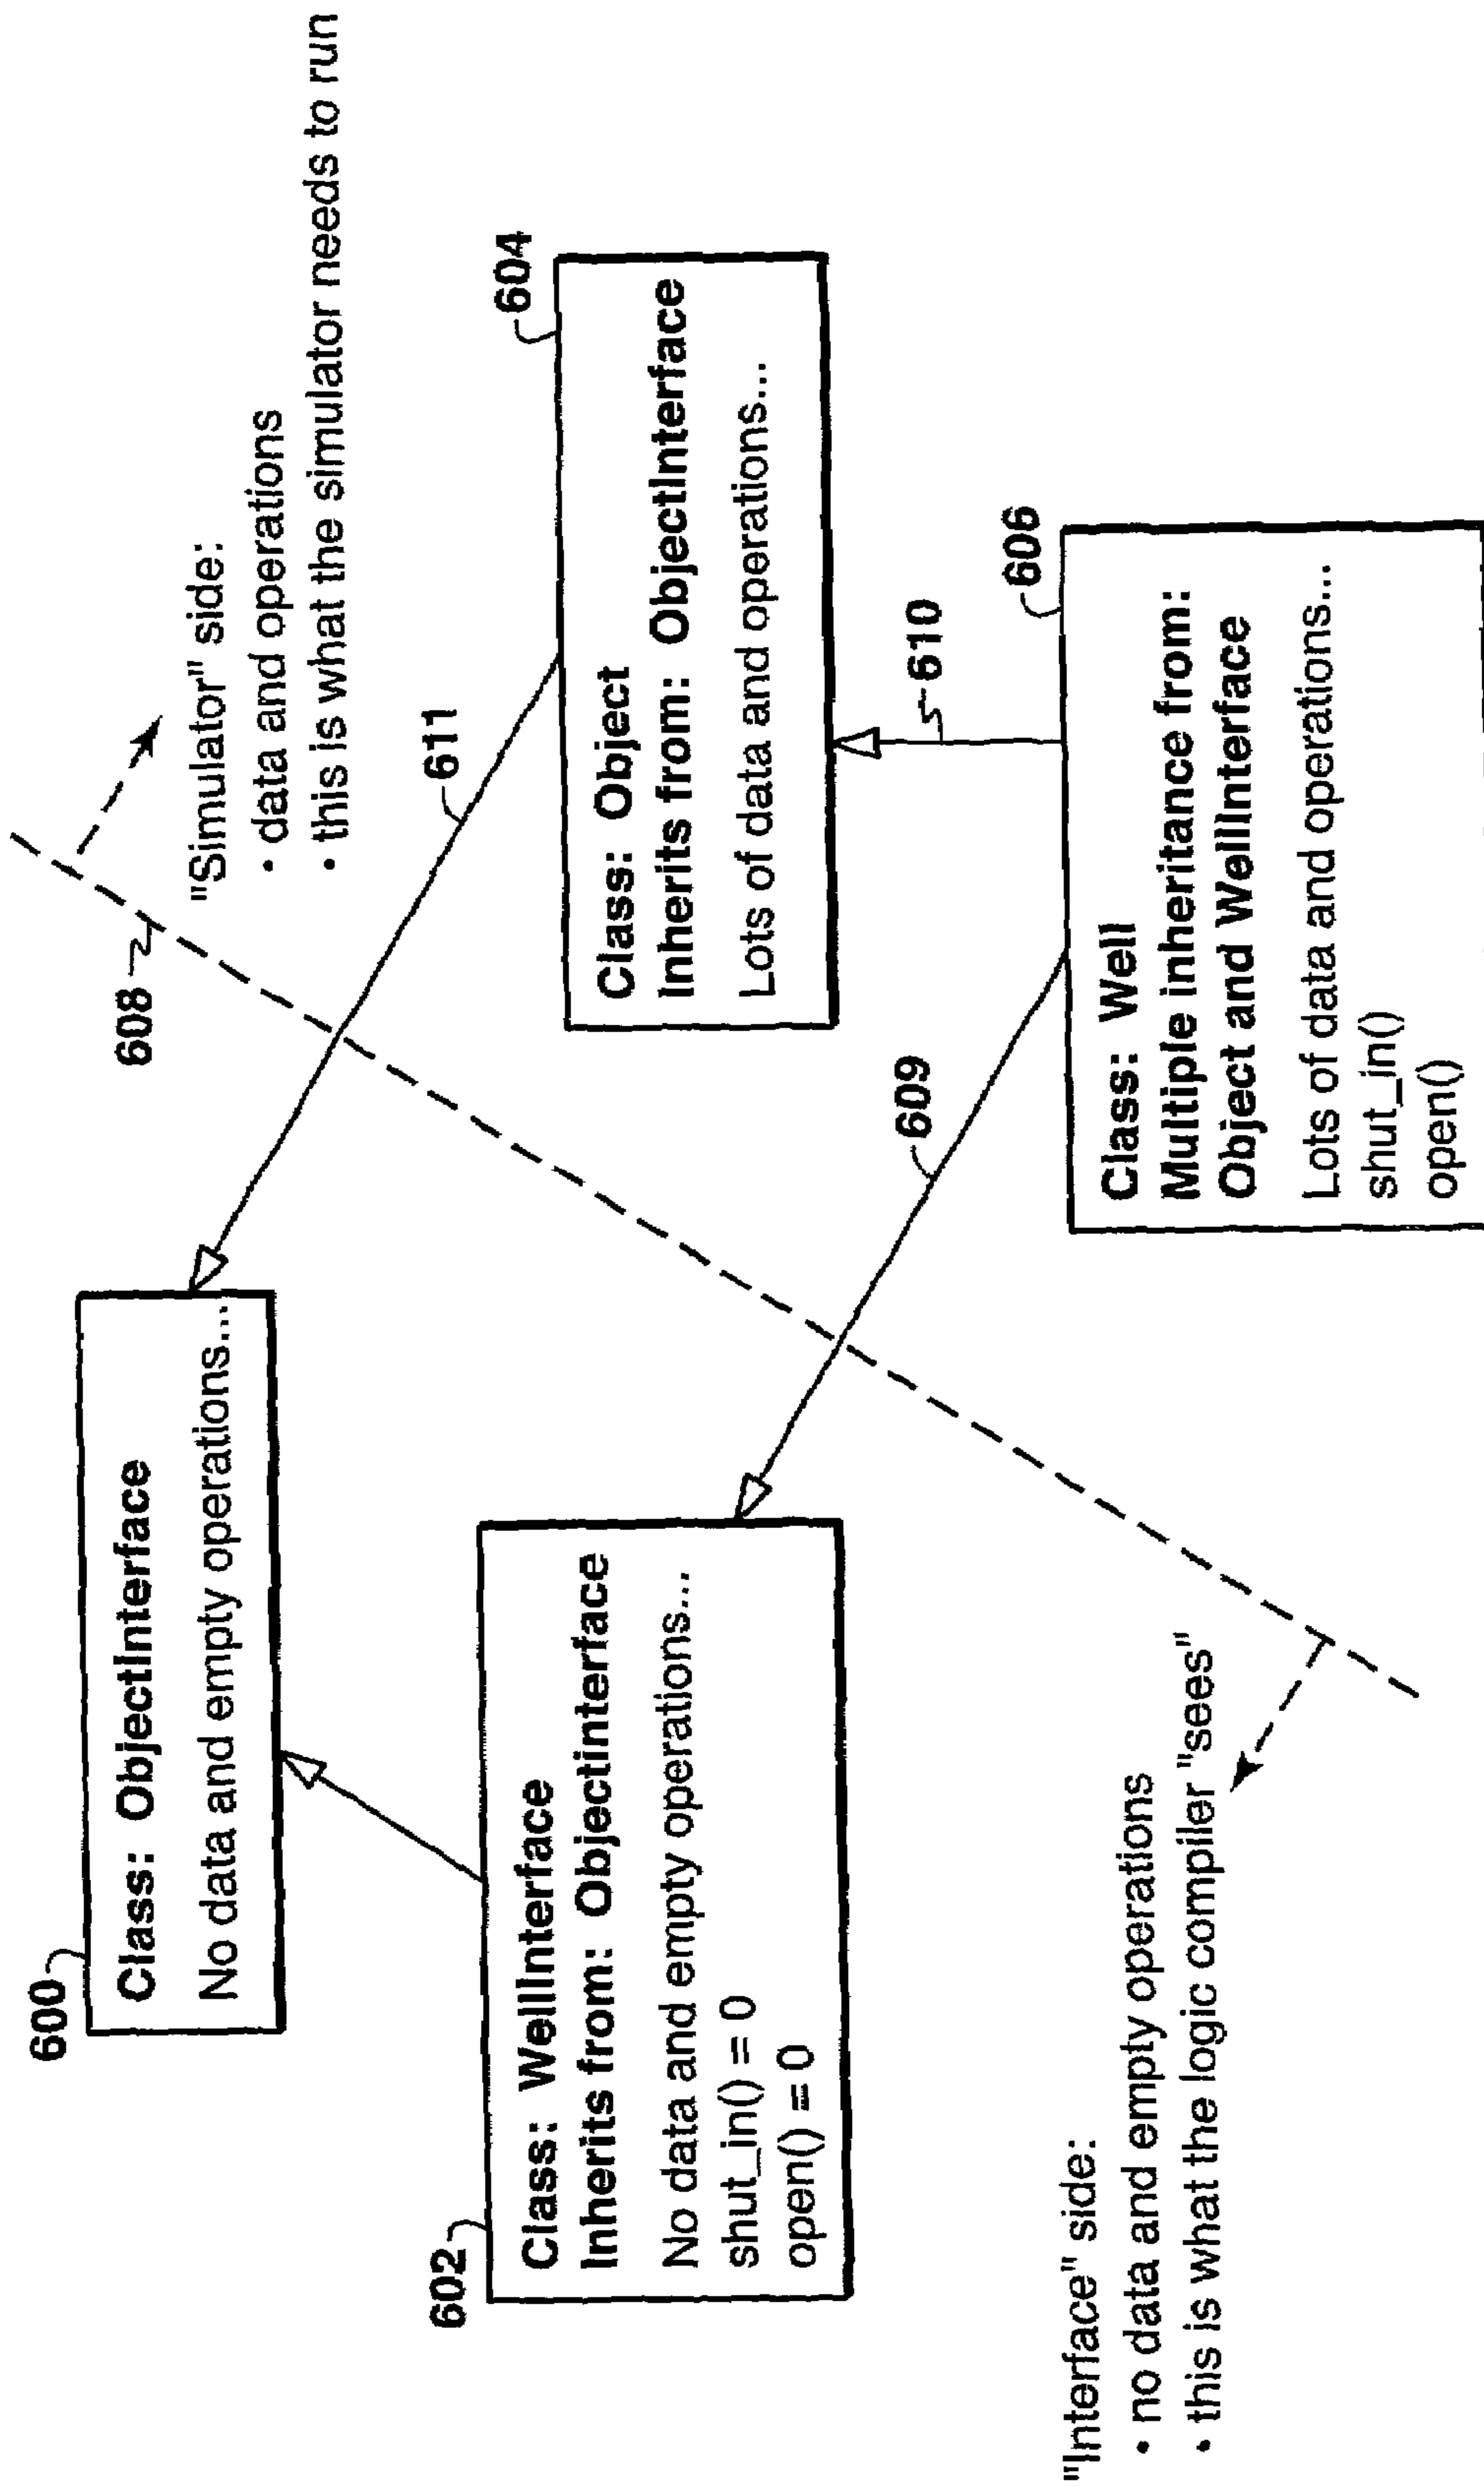 600
Class: ObjectInterface
No data and empty operations...
602
Class: WellInterface
Inherits from: Objectinterface
No data and empty operations...
shut_in() = 0
open() = 0
"Interface" side:
• no data and empty operations
• this is what the logic compiler "sees"
608
"Simulator" side:
• data and operations
• this is what the simulator needs to run
611
604
Class: Object
Inherits from: ObjectInterface
Lots of data and operations...
610
609
606
Class: Well
Multiple inheritance from:
Object and WellInterface
Lots of data and operations...
shut_in()
open()